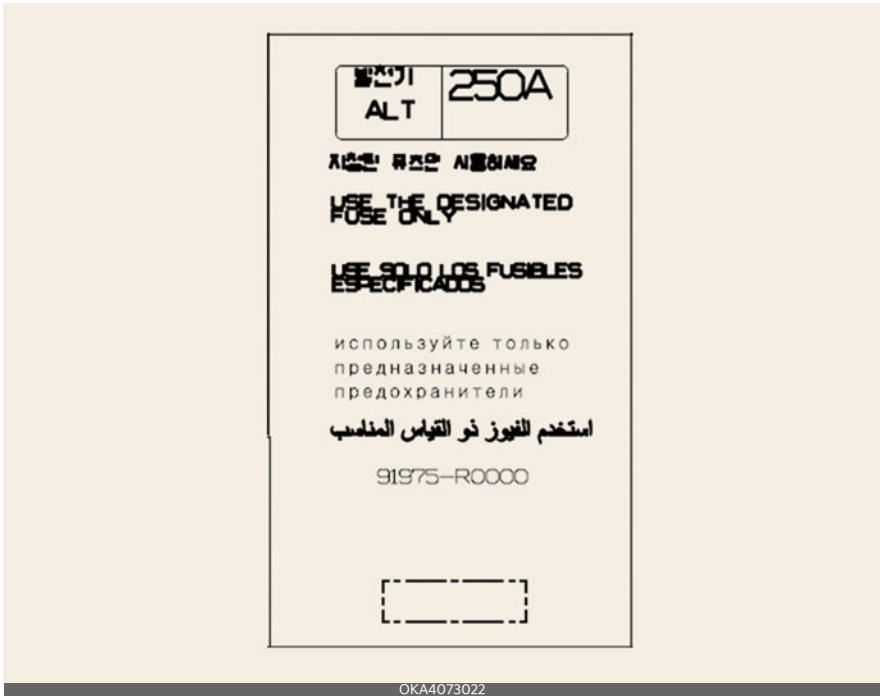 발전기
ALT
250A
지정된 퓨즈만 사용하세요
USE THE DESIGNATED
FUSE ONLY
USE SOLO LOS FUSIBLES
ESPECIFICADOS
используйте только
предназначенные
предохранители
استخدم الفيوز ذو القياس المناسب
91975-R0000
OKA4073022